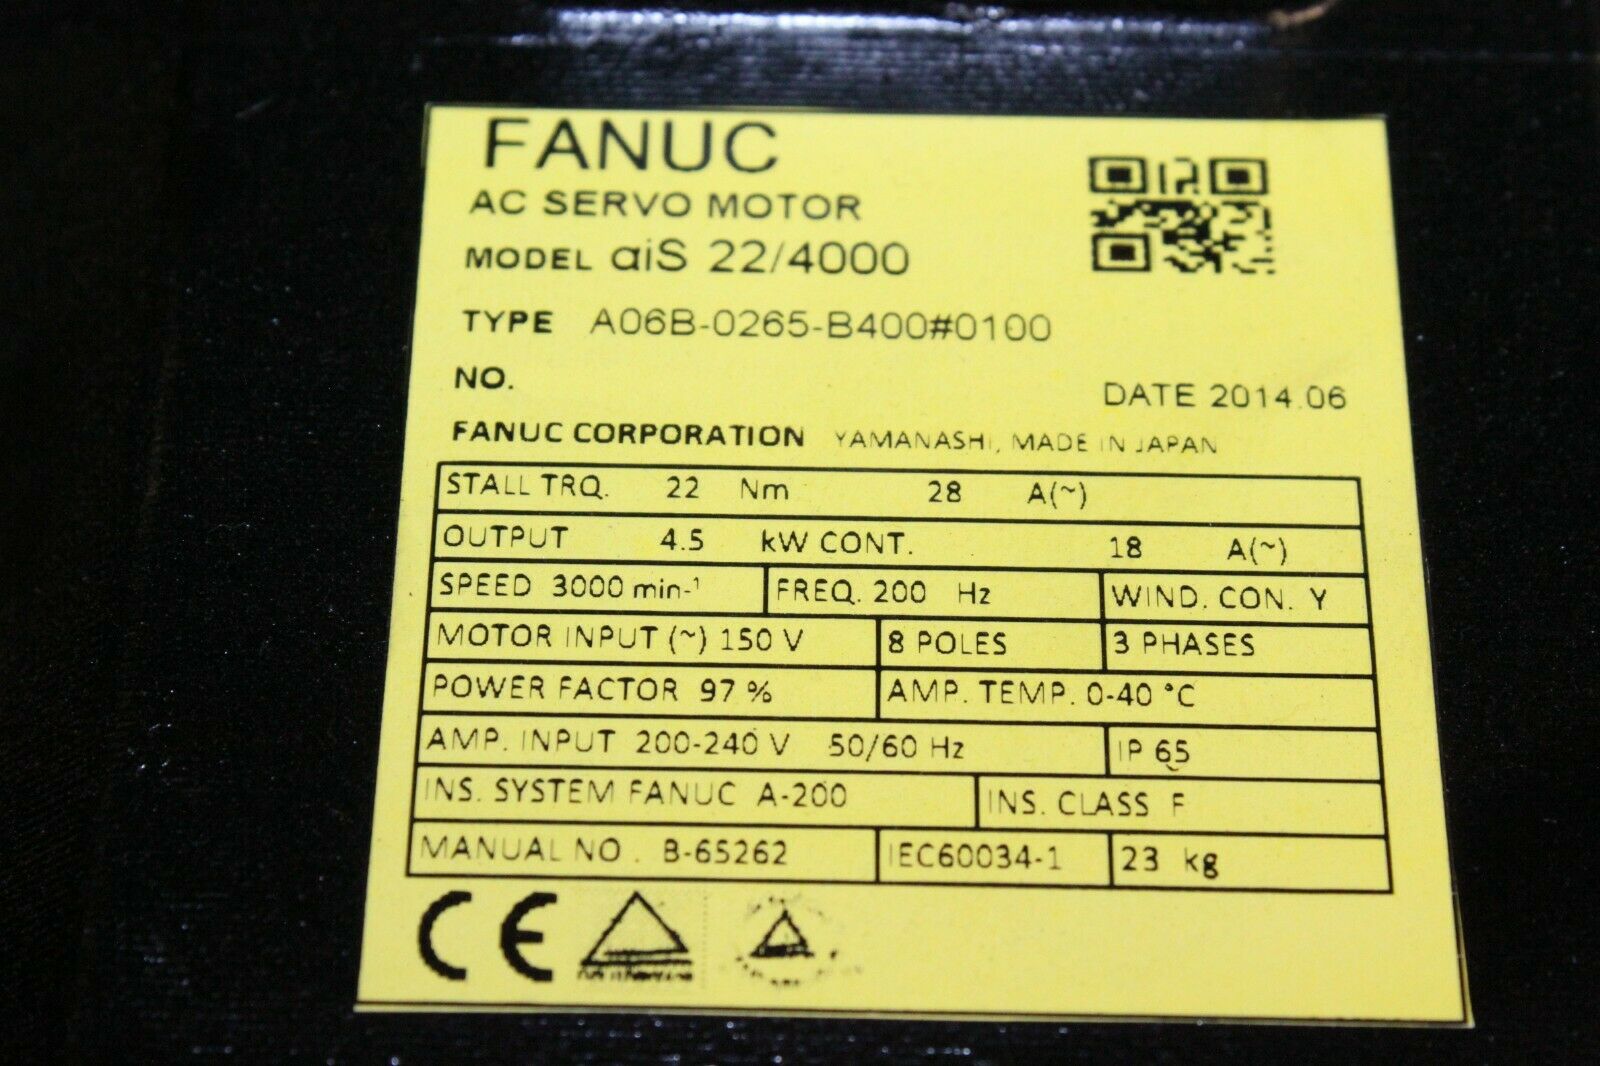 FANUC
AC SERVO MOTOR
MODEL αiS 22/4000
TYPE A06B-0265-B400#0100
NO.
DATE 2014.06
FANUC CORPORATION YAMANASHI, MADE IN JAPAN
STALL TRQ. 22 Nm 28 A(~)
OUTPUT 4.5 kW CONT. 18 A(~)
SPEED 3000 min-¹ FREQ. 200 Hz WIND. CON. Y
MOTOR INPUT (~) 150 V 8 POLES 3 PHASES
POWER FACTOR 97 % AMP. TEMP. 0-40 °C
AMP. INPUT 200-240 V 50/60 Hz IP 65
INS. SYSTEM FANUC A-200 INS. CLASS F
MANUAL NO. B-65262 IEC60034-1 23 kg
CE